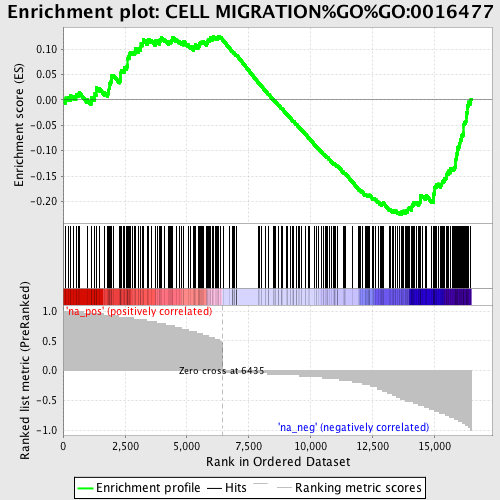 Enrichment plot: CELL MIGRATION%GO%GO:0016477
Enrichment score (ES)
0.10
0.05
0.00
-0.05
-0.10
-0.15
-0.20
Ranked list metric (PreRanked)
1.0
0.5
0.0
-0.5
-1.0
'na_pos' (positively correlated)
Zero cross at 6435
'na_neg' (negatively correlated)
0
2,500
5,000
7,500
10,000
12,500
15,000
Rank in Ordered Dataset
Enrichment profile
Hits
Ranking metric scores